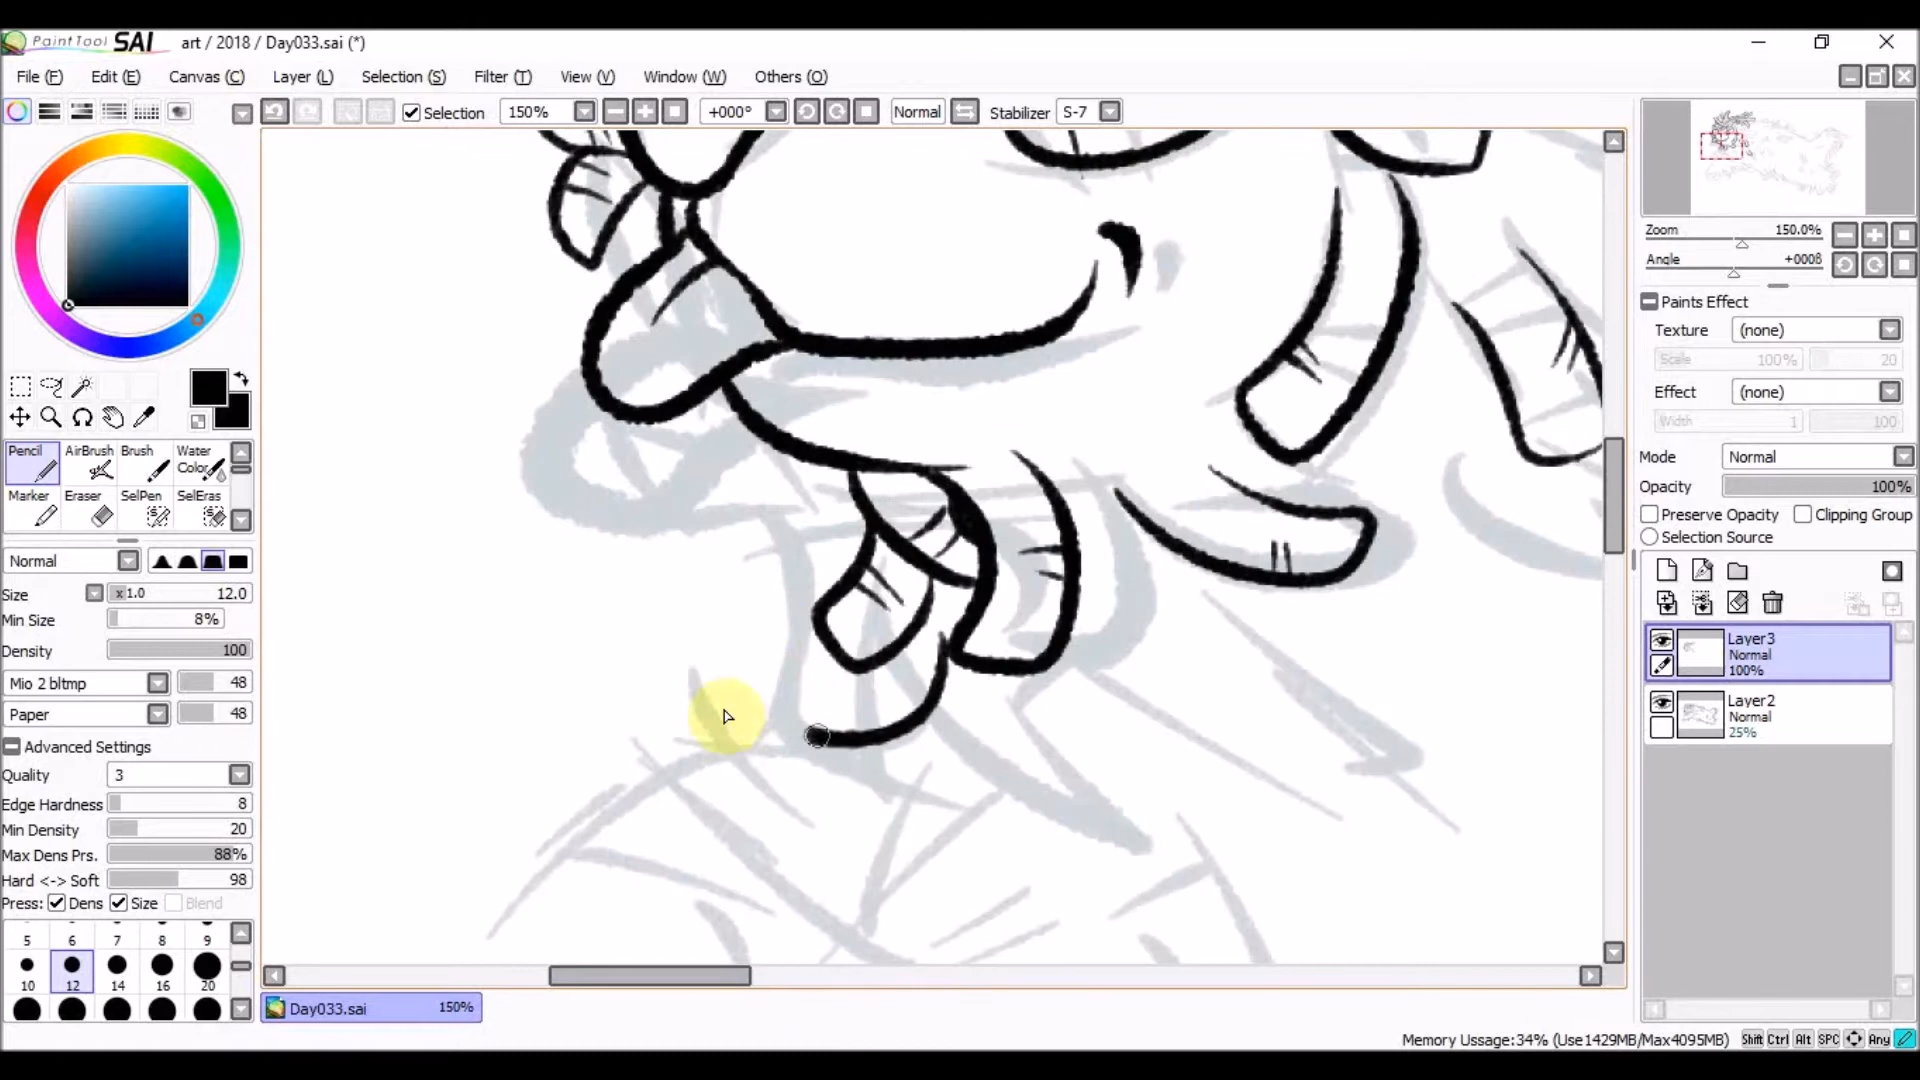 PaintTool SAI art / 2018 / Day033.sai (*)
File (F) Edit (E) Canvas (C) Layer (L) Selection (S) Filter (T) View (V) Window (W) Others (O)
Selection 150% +000° Normal Stabilizer S-7
Zoom 150.0%
Angle +000ß
Paints Effect
Texture (none)
Scale 100% 20
Effect (none)
Width 1 100
Mode Normal
Opacity 100%
Preserve Opacity Clipping Group
Selection Source
Layer3
Normal
100%
Layer2
Normal
25%
Pencil AirBrush Brush Water Color
Marker Eraser SelPen SelEras
Normal
Size x 1.0 12.0
Min Size 8%
Density 100
Mio 2 bltmp 48
Paper 48
Advanced Settings
Quality 3
Edge Hardness 8
Min Density 20
Max Dens Prs. 88%
Hard <-> Soft 98
Press: Dens Size Blend
5 6 7 8 9
10 12 14 16 20
Day033.sai 150%
Memory Ussage:34% (Use1429MB/Max4095MB) Shift Ctrl Alt SPC Any